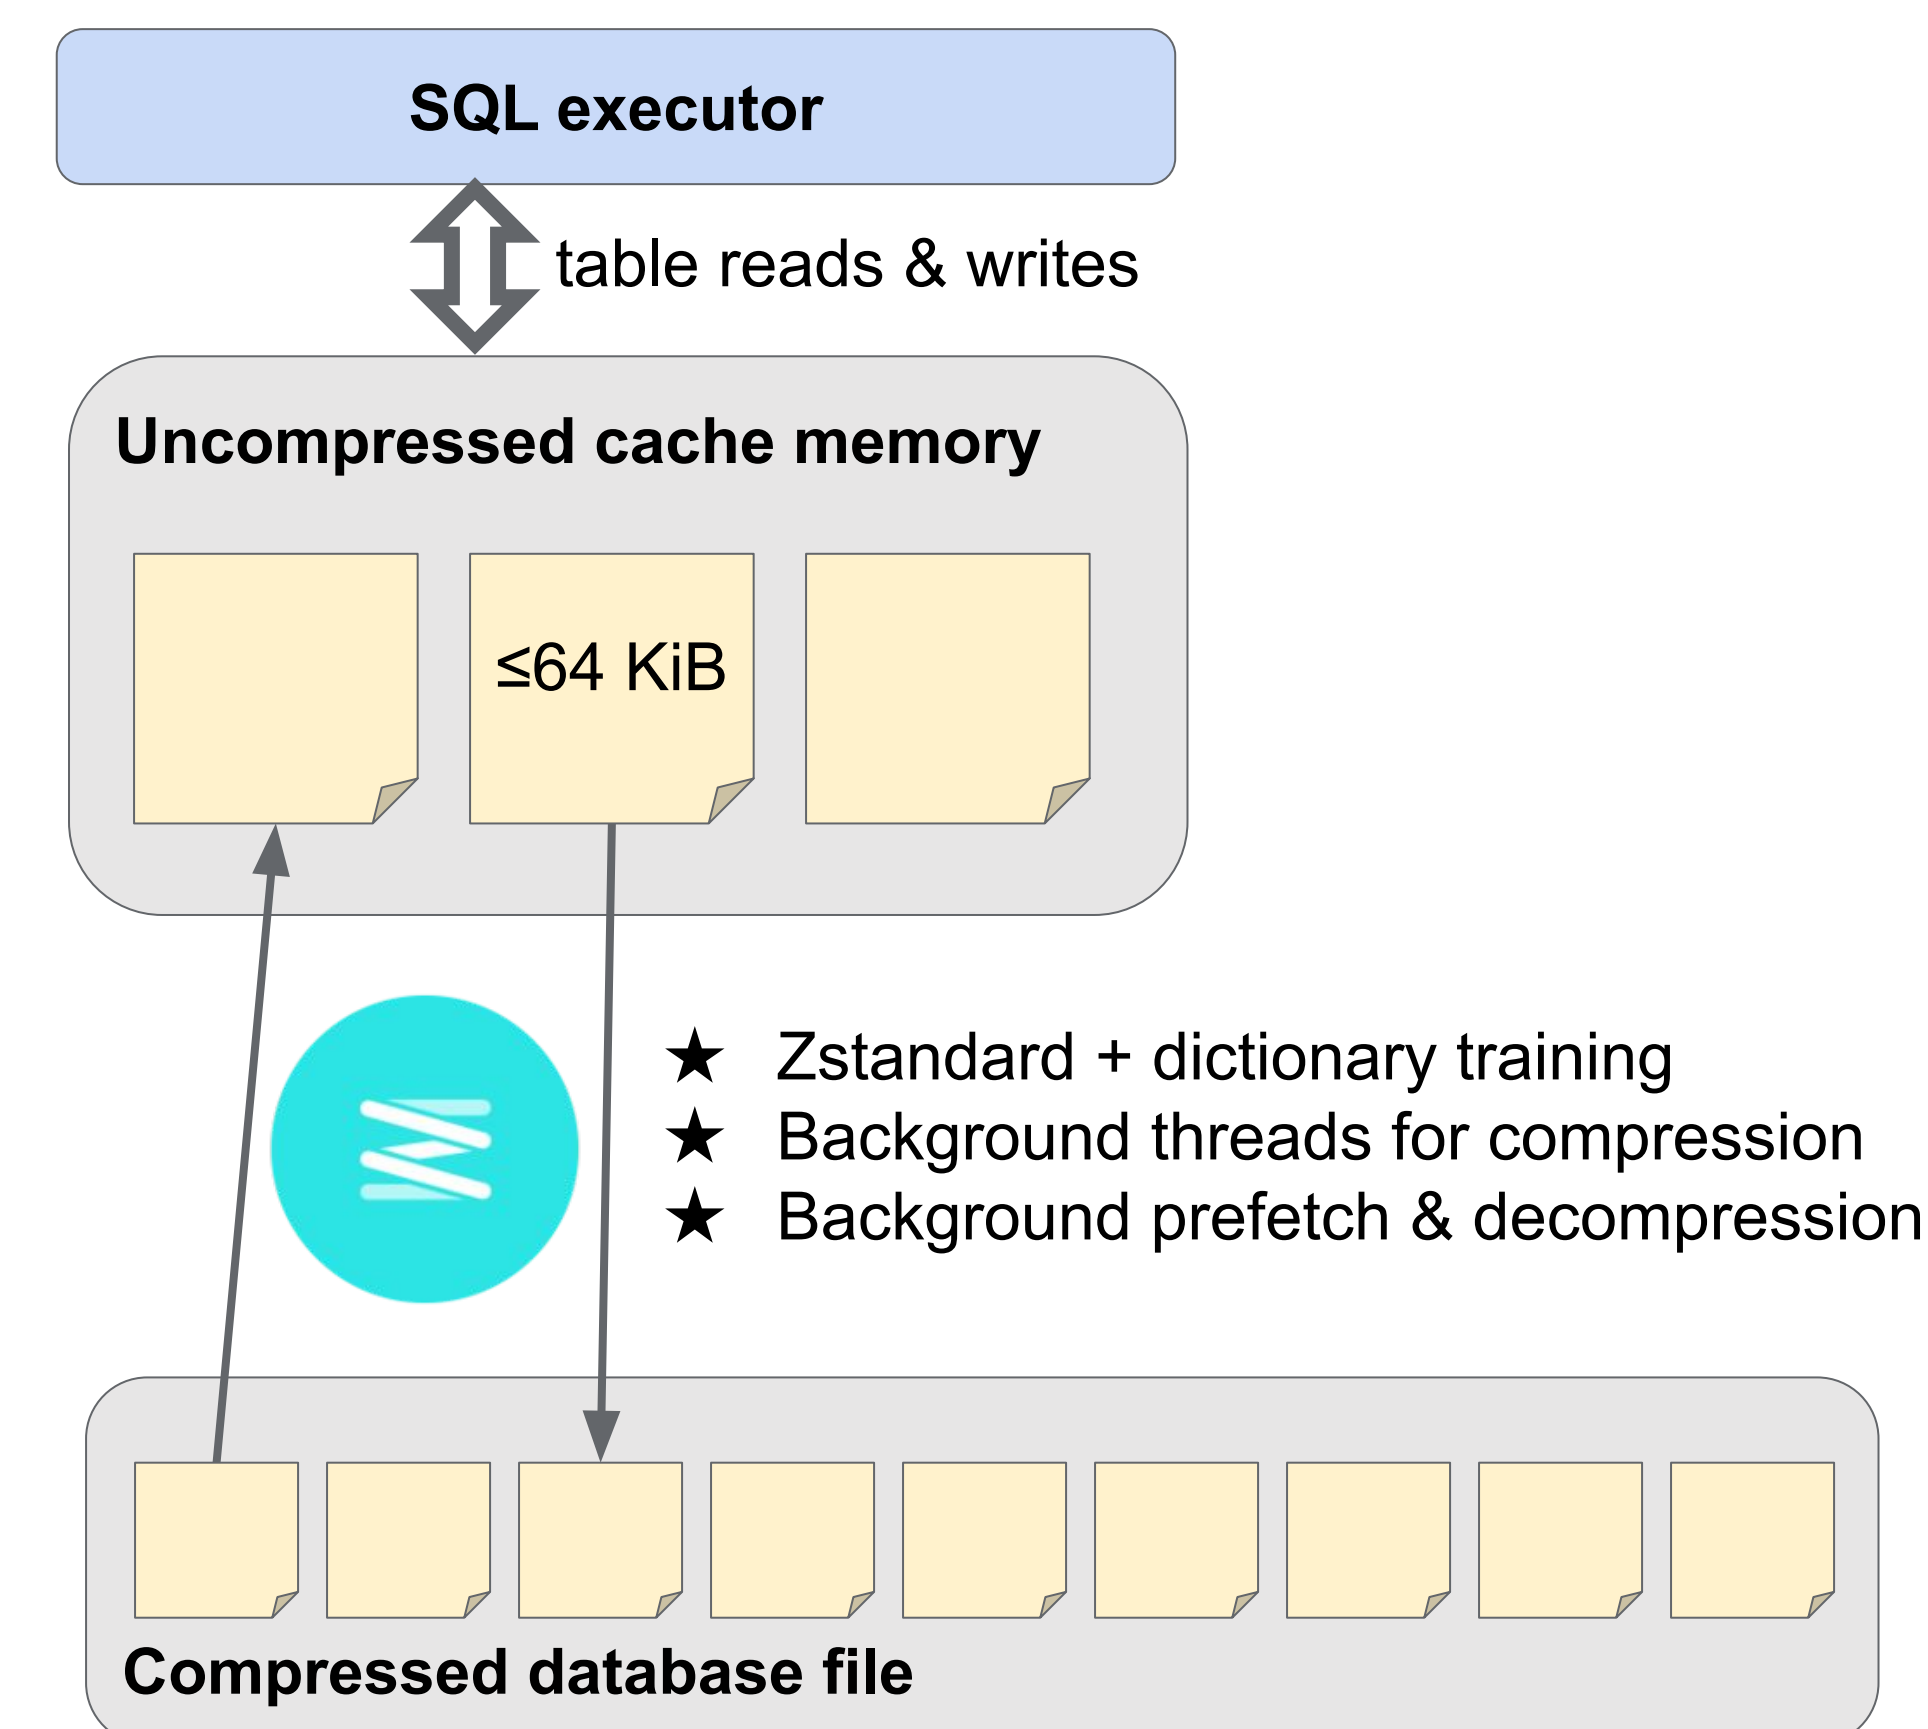 SQL executor
table reads & writes
Uncompressed cache memory
≤64 KiB
★ Zstandard + dictionary training
★ Background threads for compression
★ Background prefetch & decompression
Compressed database file